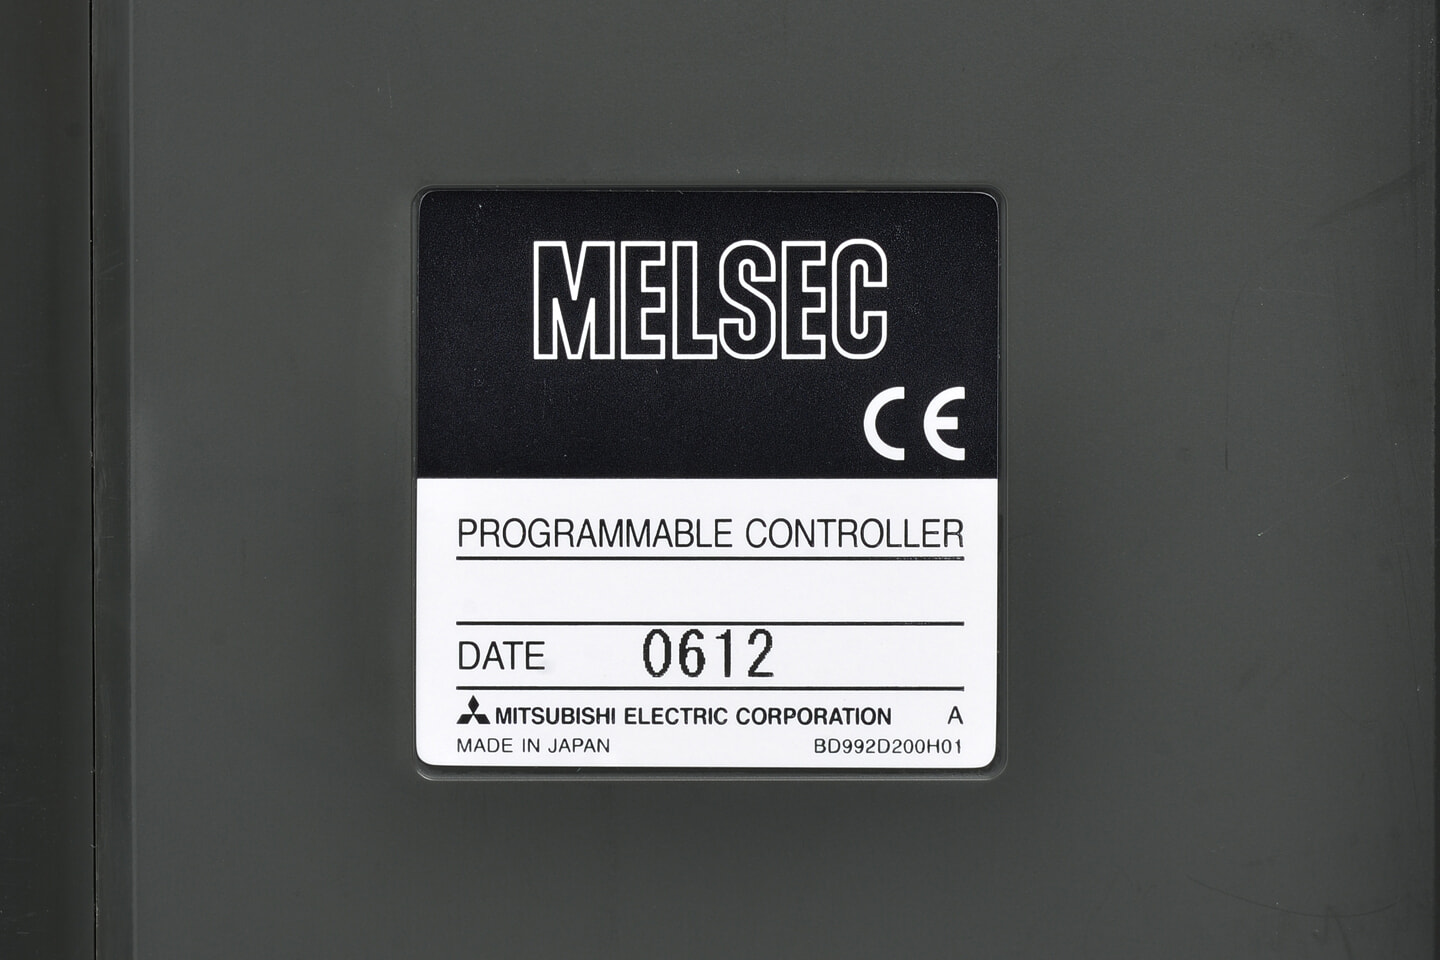 MELSEC
CE
PROGRAMMABLE CONTROLLER
DATE 0612
MITSUBISHI ELECTRIC CORPORATION A
MADE IN JAPAN BD992D200H01